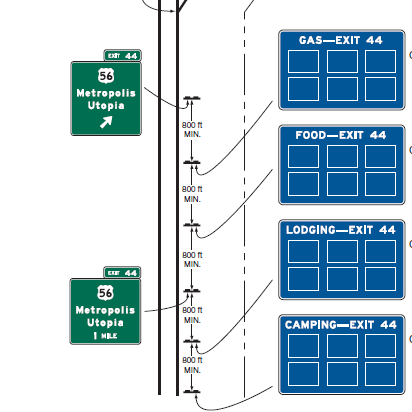 EXIT 44
56
Metropolis
Utopia
GAS—EXIT 44
800 ft
MIN.
FOOD—EXIT 44
800 ft
MIN.
LODGING—EXIT 44
800 ft
MIN.
EXIT 44
56
Metropolis
Utopia
1 MILE
800 ft
MIN.
CAMPING—EXIT 44
800 ft
MIN.